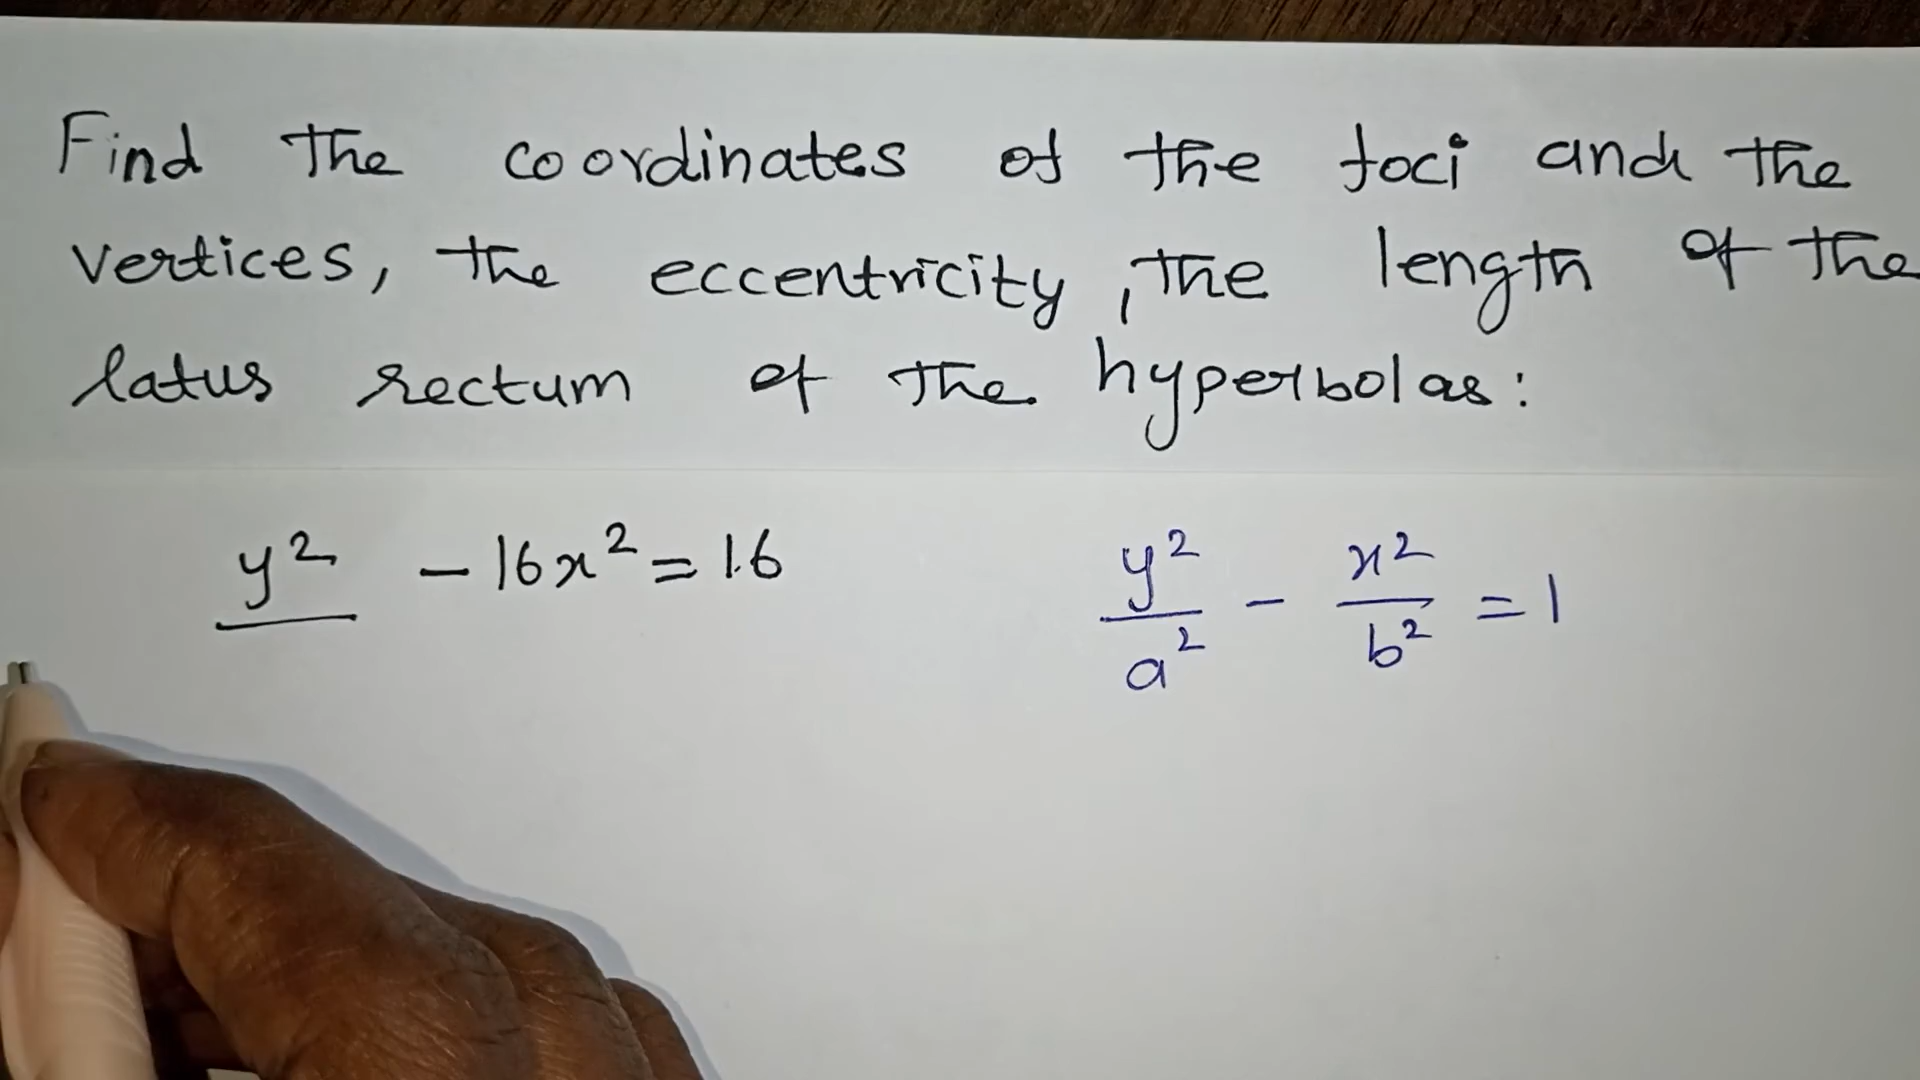 Find the coordinates of the foci and the
vertices, the eccentricity, the length of the
latus rectum of the hyperbolas:
y² - 16x² = 16
y²/a² - x²/b² = 1